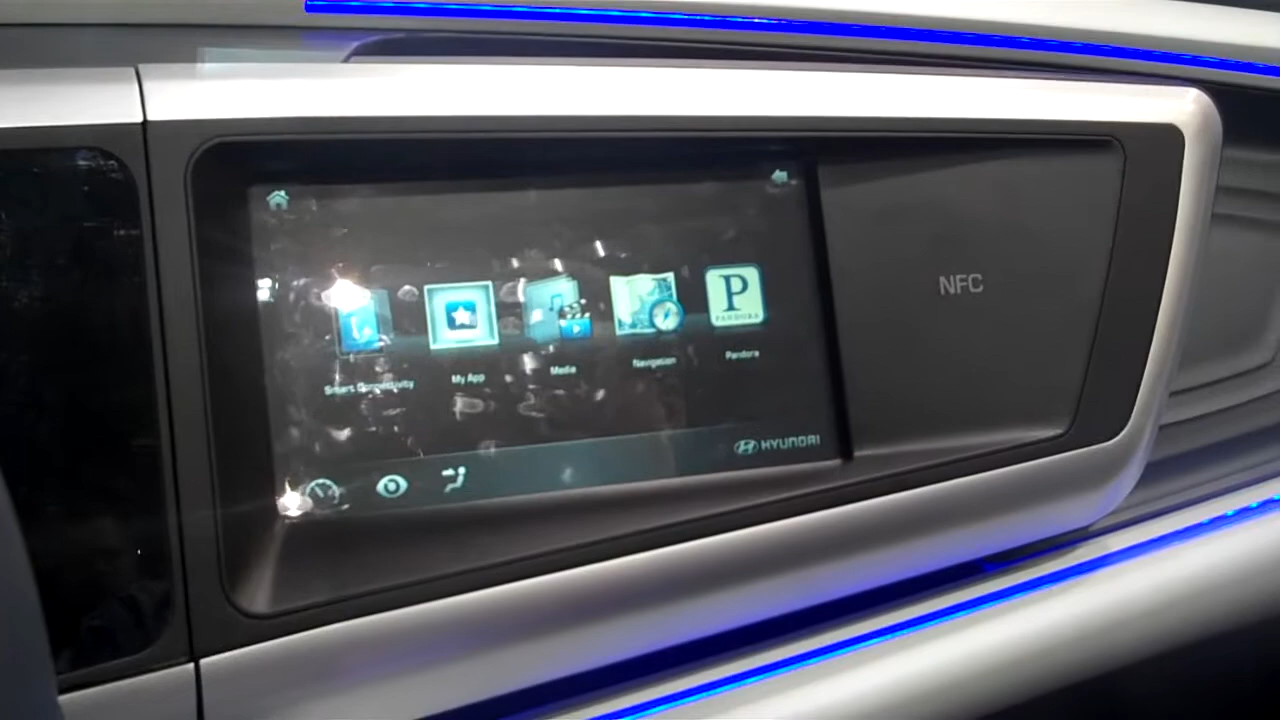 NFC
P
PANDORA
Smart Connectivity
My App
Media
Navigation
Pandora
HYUNDAI